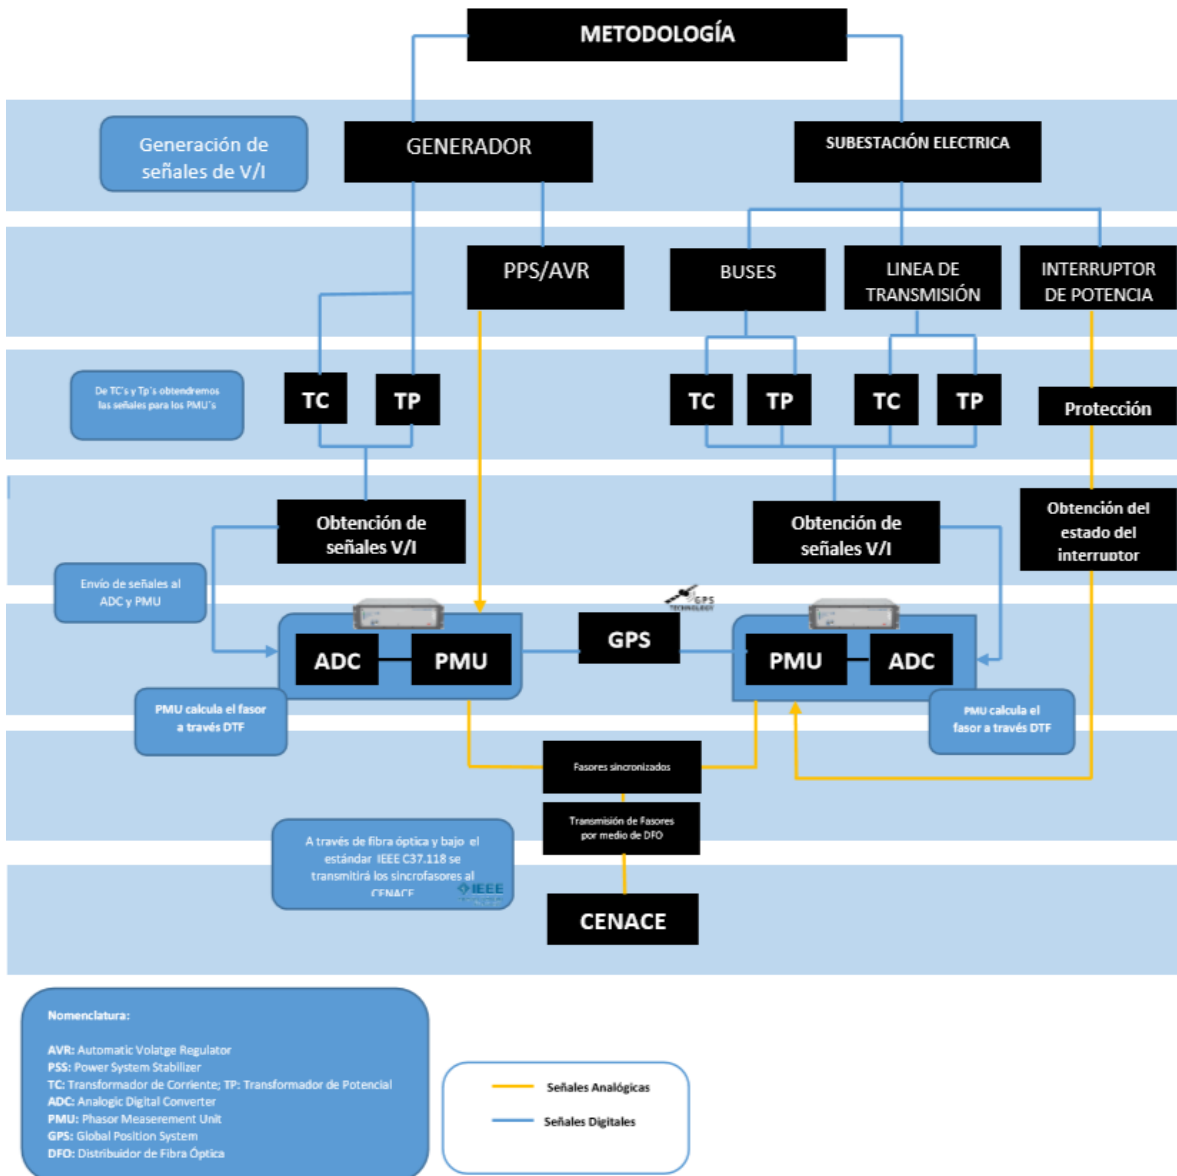 METODOLOGÍA
Generación de
señales de V/I
GENERADOR
SUBESTACIÓN ELECTRICA
PPS/AVR
BUSES
LINEA DE
TRANSMISIÓN
INTERRUPTOR
DE POTENCIA
De TC's y Tp's obtendremos
las señales para los PMU's
TC
TP
TC
TP
TC
TP
Protección
Obtención de
señales V/I
Obtención de
señales V/I
Obtención del
estado del
interruptor
Envío de señales al
ADC y PMU
GPS
TECHNOLOGY
ADC
PMU
GPS
PMU
ADC
PMU calcula el fasor
a través DTF
PMU calcula el
fasor a través DTF
Fasores sincronizados
Transmisión de Fasores
por medio de DFO
A través de fibra óptica y bajo el
estándar IEEE C37.118 se
transmitirá los sincrofasores al
CENACE
IEEE
CENACE
Nomenclatura:
AVR: Automatic Volatge Regulator
PSS: Power System Stabilizer
TC: Transformador de Corriente; TP: Transformador de Potencial
ADC: Analogic Digital Converter
PMU: Phasor Measerement Unit
GPS: Global Position System
DFO: Distribuidor de Fibra Óptica
Señales Analógicas
Señales Digitales